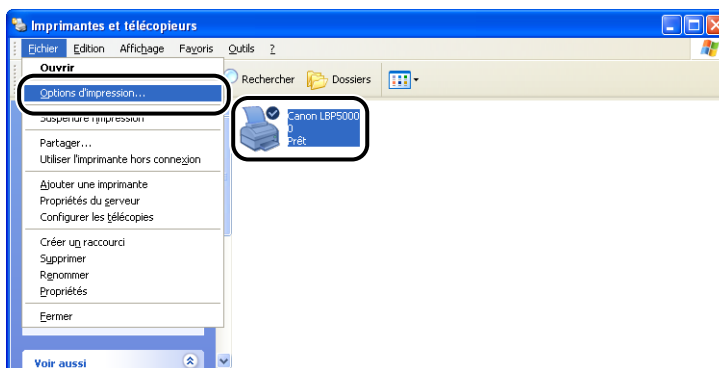 Imprimantes et télécopieurs
Fichier Edition Affichage Favoris Outils ?
Rechercher Dossiers
Ouvrir
Options d'impression...
Suspendre l'impression
Partager...
Utiliser l'imprimante hors connexion
Ajouter une imprimante
Propriétés du serveur
Configurer les télécopies
Créer un raccourci
Supprimer
Renommer
Propriétés
Fermer
Canon LBP5000
0
Prêt
Voir aussi